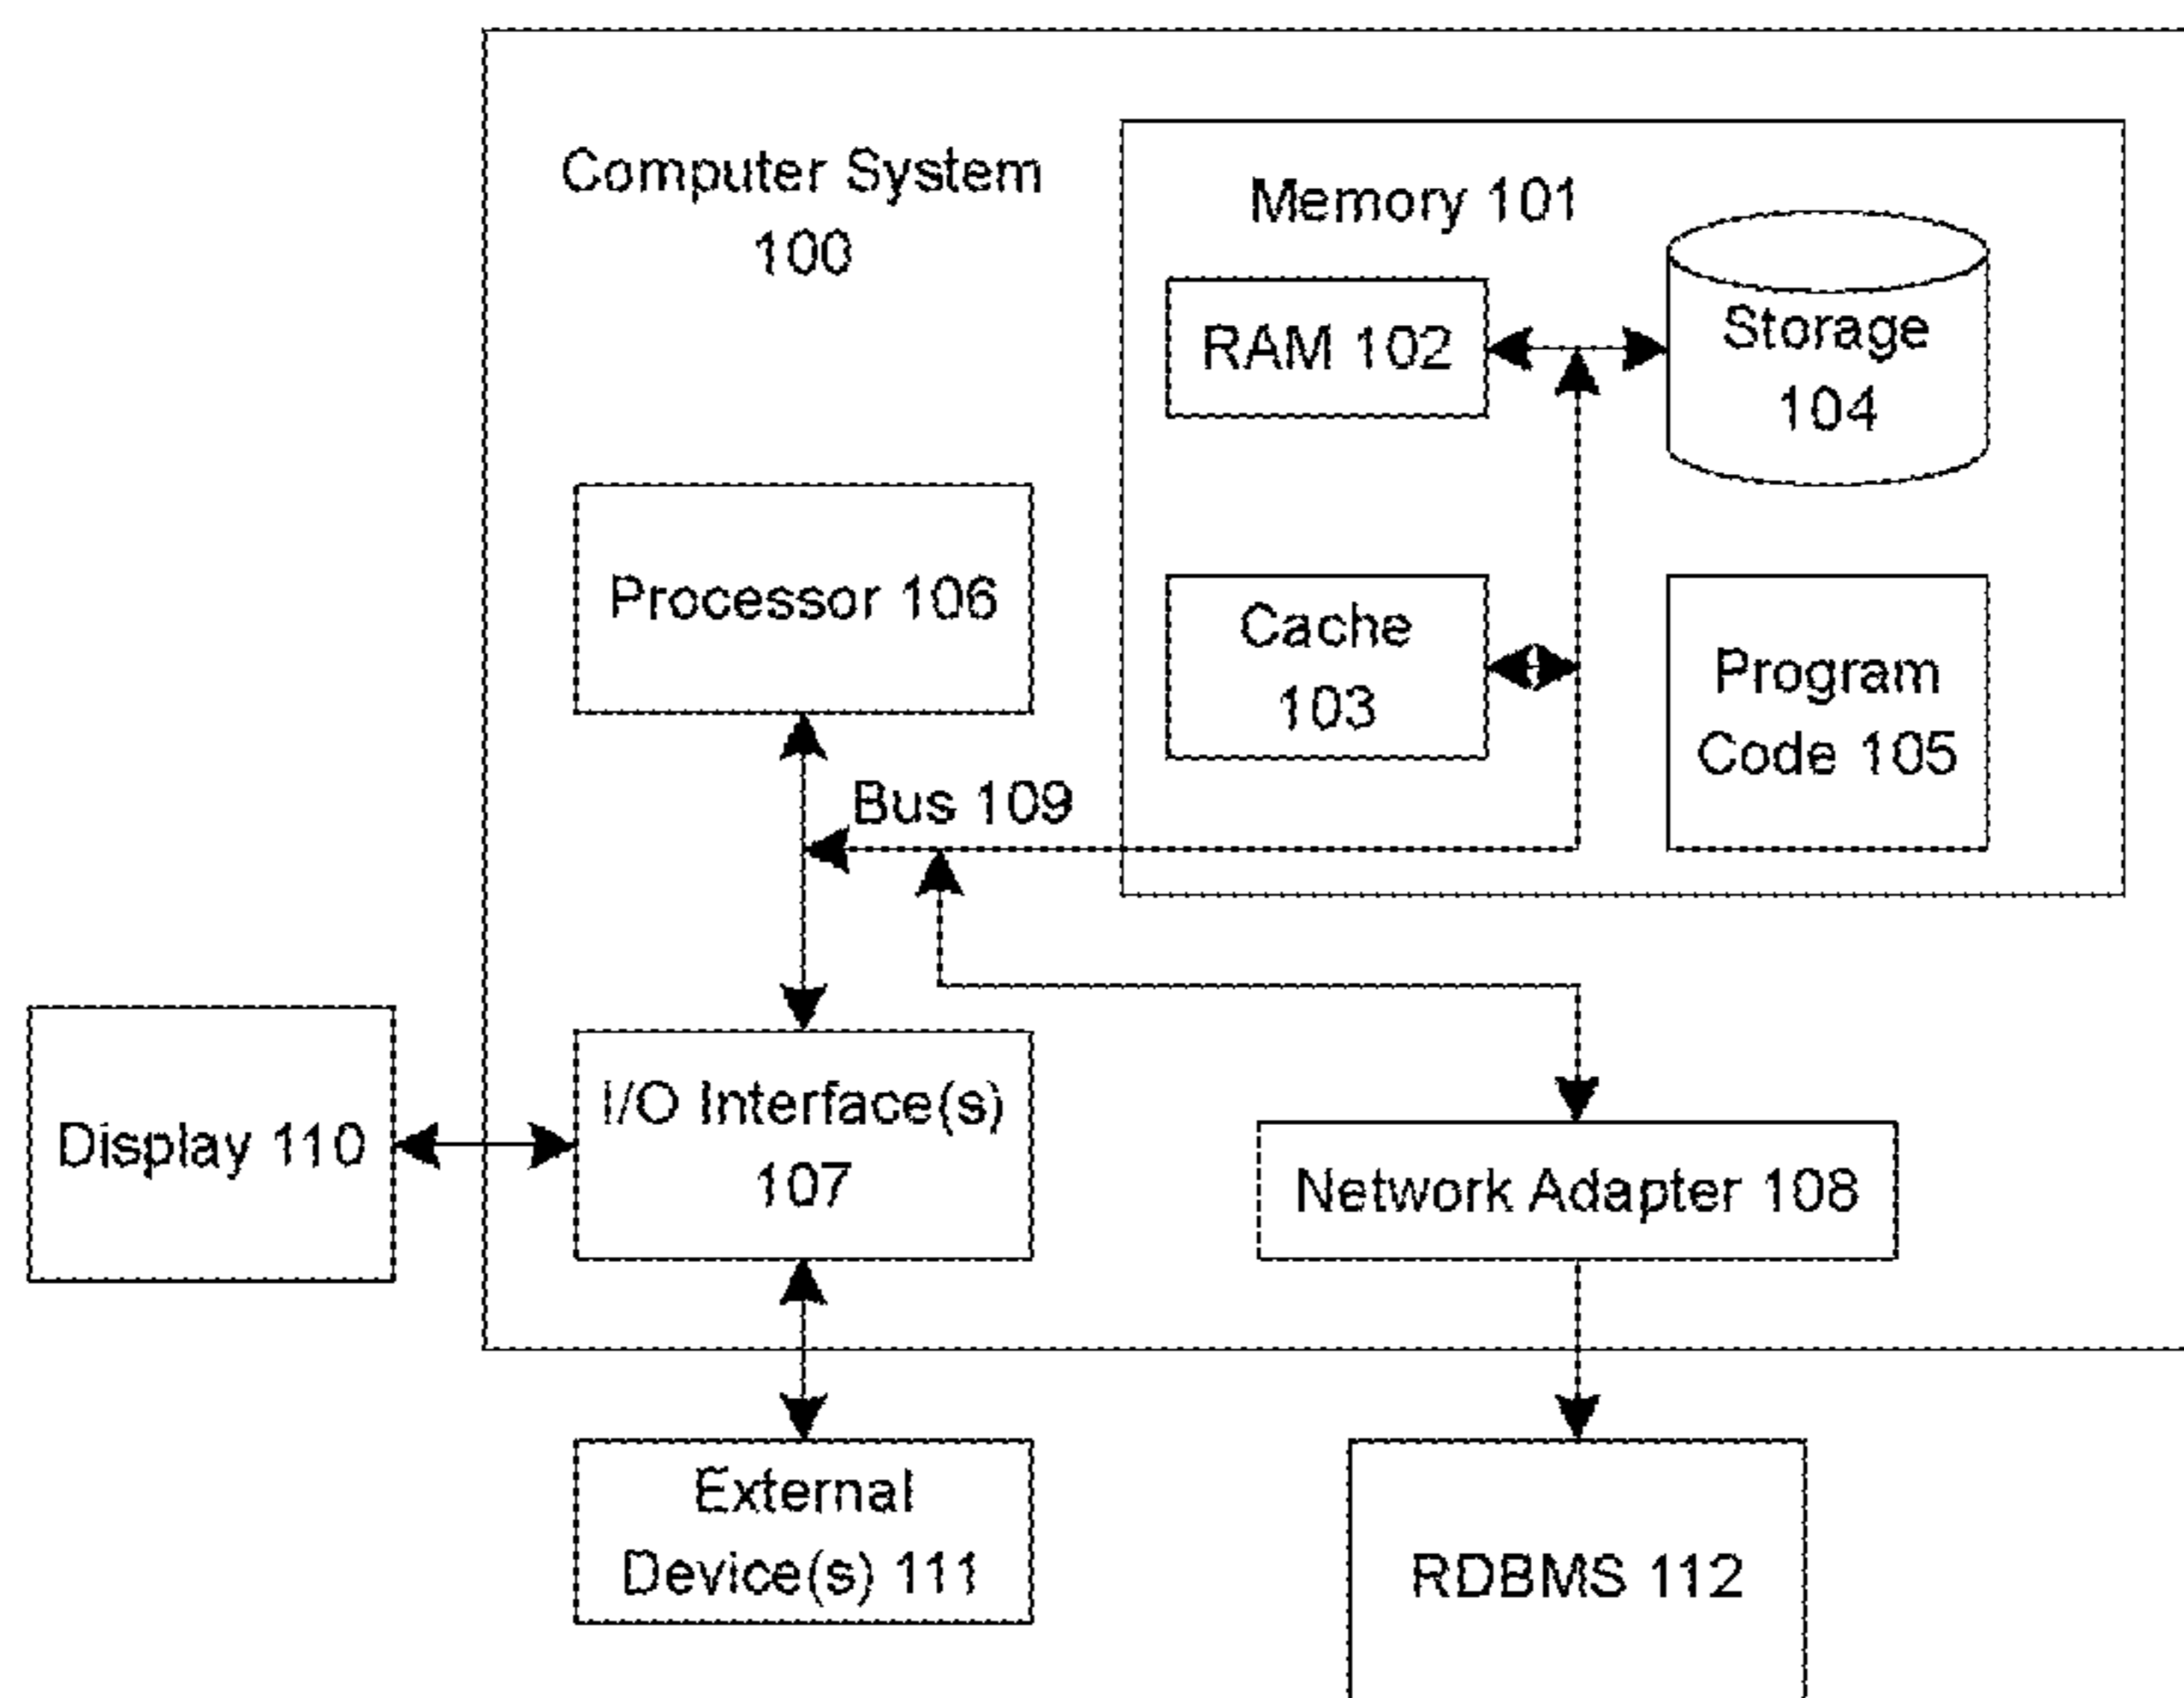 Computer System
100
Memory 101
RAM 102
Storage
104
Processor 106
Cache
103
Program
Code 105
Bus 109
Display 110
I/O Interface(s)
107
Network Adapter 108
External
Device(s) 111
RDBMS 112